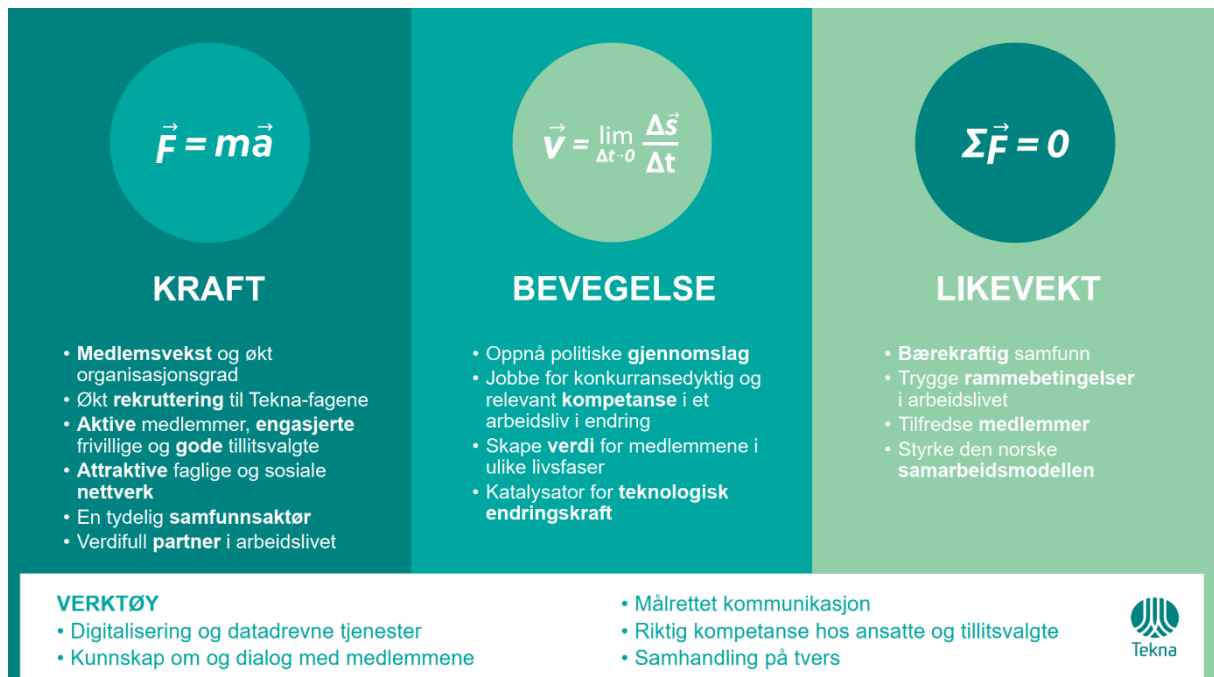 F⃗ = ma⃗
KRAFT
• Medlemsvekst og økt
organisasjonsgrad
• Økt rekruttering til Tekna-fagene
• Aktive medlemmer, engasjerte
frivillige og gode tillitsvalgte
• Attraktive faglige og sosiale
nettverk
• En tydelig samfunnsaktør
• Verdifull partner i arbeidslivet
v⃗ = lim Δt→0 Δs⃗/Δt
BEVEGELSE
• Oppnå politiske gjennomslag
• Jobbe for konkurransedyktig og
relevant kompetanse i et
arbeidsliv i endring
• Skape verdi for medlemmene i
ulike livsfaser
• Katalysator for teknologisk
endringskraft
ΣF⃗ = 0
LIKEVEKT
• Bærekraftig samfunn
• Trygge rammebetingelser
i arbeidslivet
• Tilfredse medlemmer
• Styrke den norske
samarbeidsmodellen
VERKTØY
• Digitalisering og datadrevne tjenester
• Kunnskap om og dialog med medlemmene
• Målrettet kommunikasjon
• Riktig kompetanse hos ansatte og tillitsvalgte
• Samhandling på tvers
Tekna